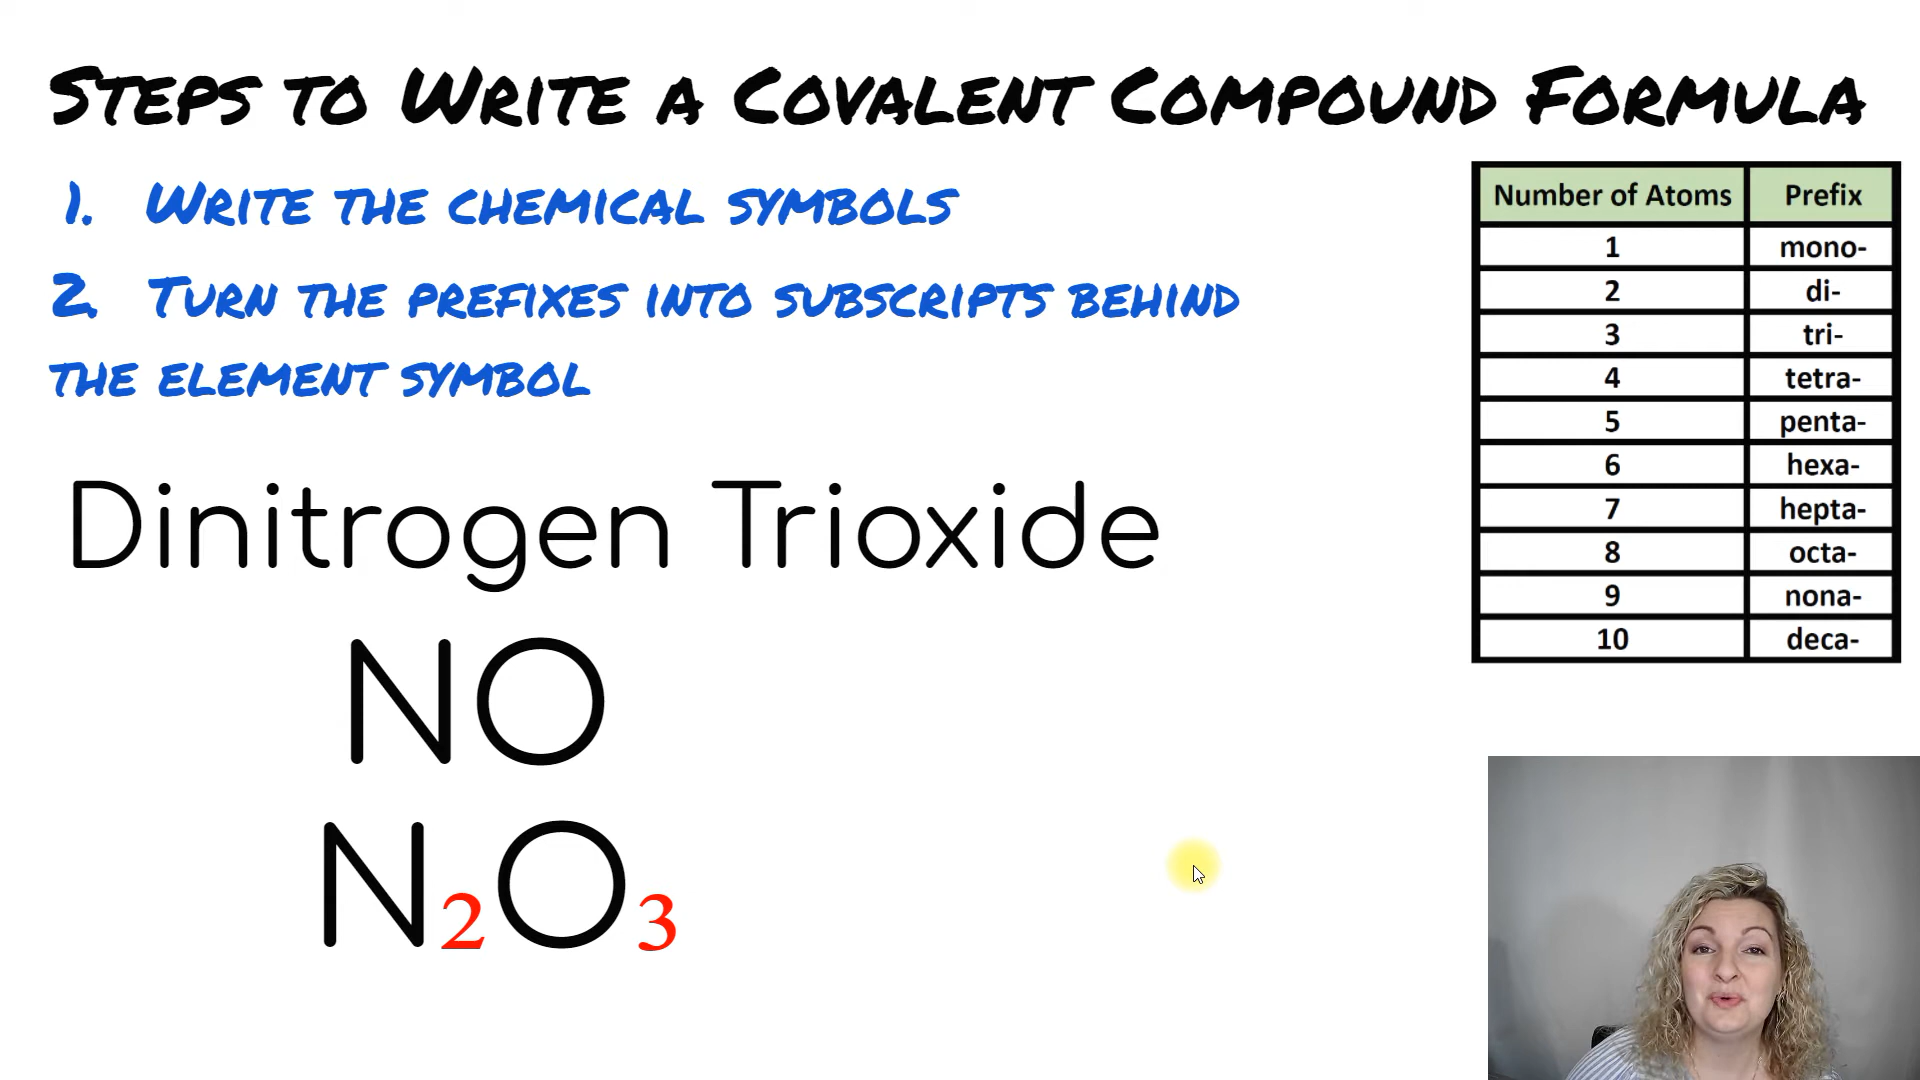 STEPS TO WRITE A COVALENT COMPOUND FORMULA
1. WRITE THE CHEMICAL SYMBOLS
2. TURN THE PREFIXES INTO SUBSCRIPTS BEHIND
THE ELEMENT SYMBOL
Dinitrogen Trioxide
NO
N2O3
Number of Atoms Prefix
1 mono-
2 di-
3 tri-
4 tetra-
5 penta-
6 hexa-
7 hepta-
8 octa-
9 nona-
10 deca-